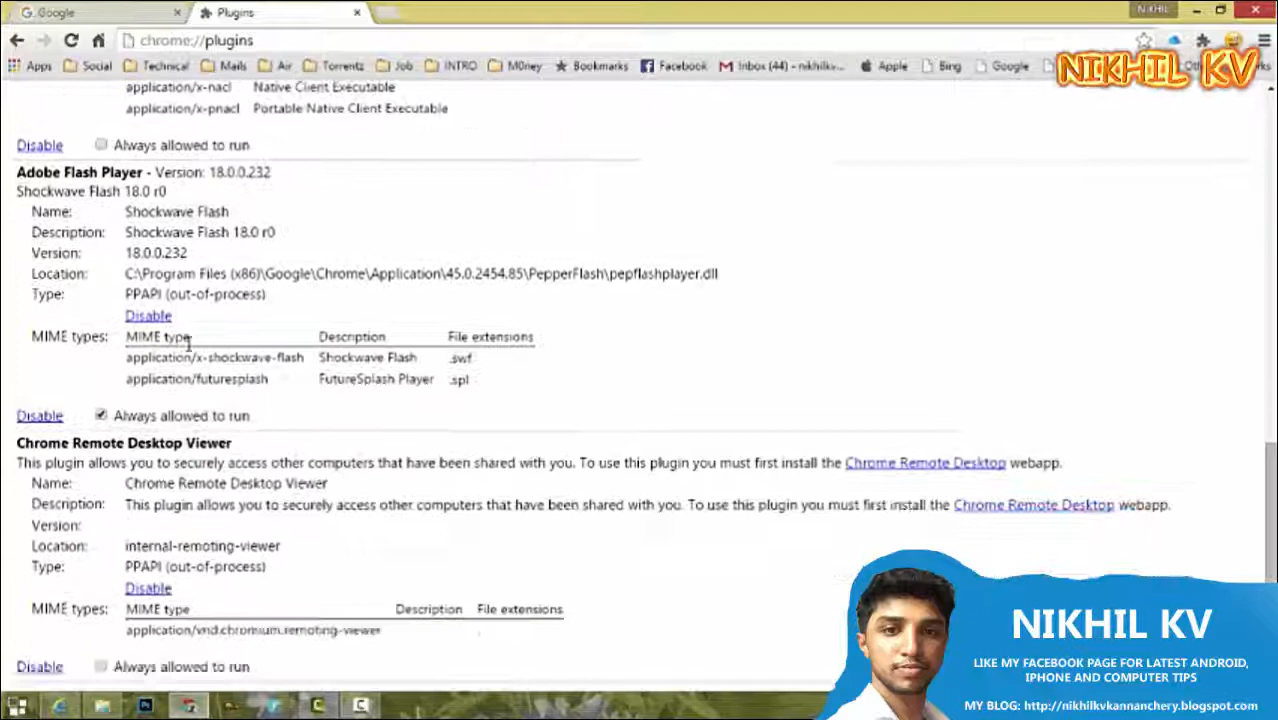 Google
Plugins
NIKHIL
chrome://plugins
Apps Social Technical Mails Air Torrentz Job INTRO M0ney Bookmarks Facebook Inbox (44) - nikhilkv... Apple Bing Google
NIKHIL KV
application/x-nacl Native Client Executable
application/x-pnacl Portable Native Client Executable
Disable Always allowed to run
Adobe Flash Player - Version: 18.0.0.232
Shockwave Flash 18.0 r0
Name: Shockwave Flash
Description: Shockwave Flash 18.0 r0
Version: 18.0.0.232
Location: C:\Program Files (x86)\Google\Chrome\Application\45.0.2454.85\PepperFlash\pepflashplayer.dll
Type: PPAPI (out-of-process)
Disable
MIME types: MIME type Description File extensions
application/x-shockwave-flash Shockwave Flash .swf
application/futuresplash FutureSplash Player .spl
Disable Always allowed to run
Chrome Remote Desktop Viewer
This plugin allows you to securely access other computers that have been shared with you. To use this plugin you must first install the Chrome Remote Desktop webapp.
Name: Chrome Remote Desktop Viewer
Description: This plugin allows you to securely access other computers that have been shared with you. To use this plugin you must first install the Chrome Remote Desktop webapp.
Version:
Location: internal-remoting-viewer
Type: PPAPI (out-of-process)
Disable
MIME types: MIME type Description File extensions
application/vnd.chromium.remoting-viewer
Disable Always allowed to run
NIKHIL KV
LIKE MY FACEBOOK PAGE FOR LATEST ANDROID,
IPHONE AND COMPUTER TIPS
MY BLOG: http://nikhilkvkannanchery.blogspot.com